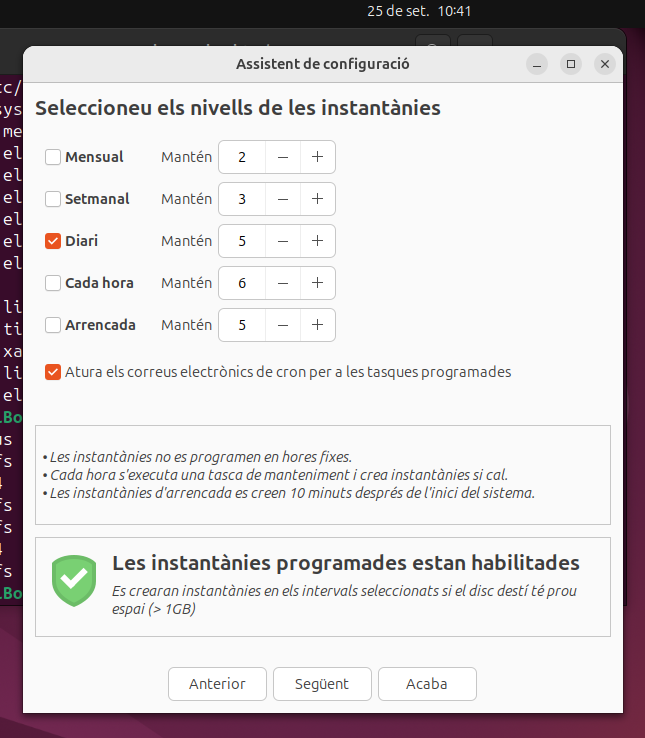 25 de set. 10:41
Assistent de configuració
Seleccioneu els nivells de les instantànies
Mensual Mantén 2 − +
Setmanal Mantén 3 − +
Diari Mantén 5 − +
Cada hora Mantén 6 − +
Arrencada Mantén 5 − +
Atura els correus electrònics de cron per a les tasques programades
• Les instantànies no es programen en hores fixes.
• Cada hora s'executa una tasca de manteniment i crea instantànies si cal.
• Les instantànies d'arrencada es creen 10 minuts després de l'inici del sistema.
Les instantànies programades estan habilitades
Es crearan instantànies en els intervals seleccionats si el disc destí té prou
espai (> 1GB)
Anterior Següent Acaba